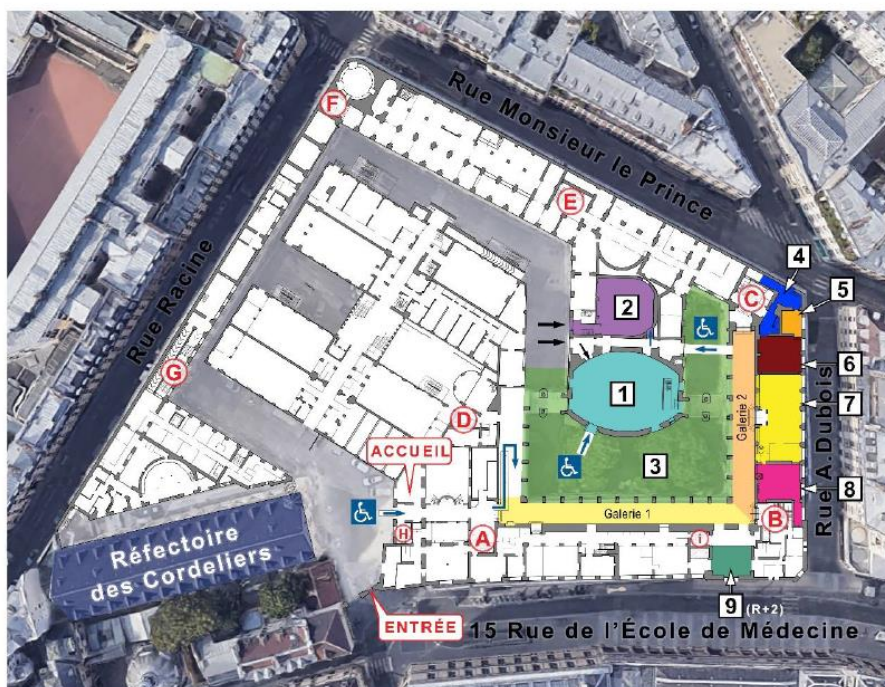 Rue Monsieur le Prince
F
E
4
C
5
2
Rue Racine
6
1
7
G
Galerie 2
D
ACCUEIL
3
Rue A.Dubois
8
Galerie 1
B
H
A
i
Réfectoire
des Cordeliers
9 (R+2)
ENTRÉE
15 Rue de l'École de Médecine